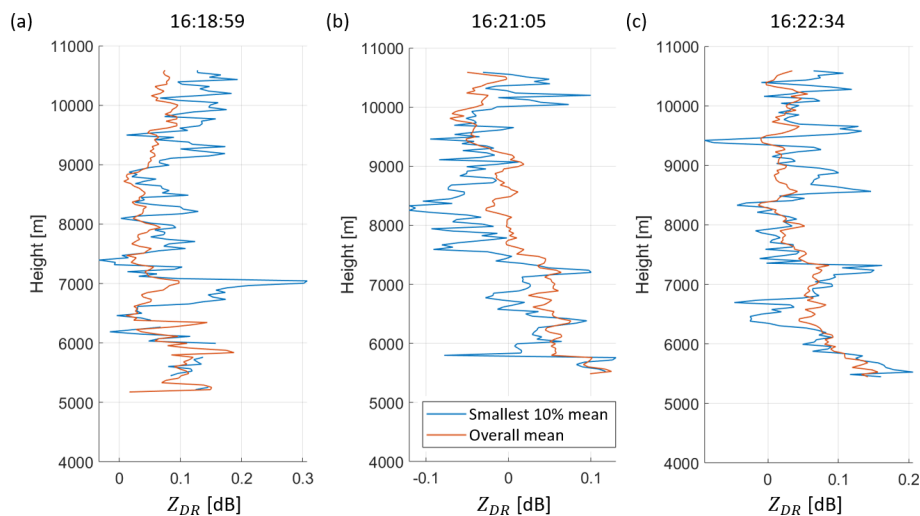 (a) 16:18:59 (b) 16:21:05 (c) 16:22:34
11000
10000
9000
8000
7000
6000
5000
4000
Height [m]
0 0.1 0.2 0.3
Z_DR [dB]
11000
10000
9000
8000
7000
6000
5000
4000
Height [m]
Smallest 10% mean
Overall mean
-0.1 0 0.1
Z_DR [dB]
11000
10000
9000
8000
7000
6000
5000
4000
Height [m]
0 0.1 0.2
Z_DR [dB]